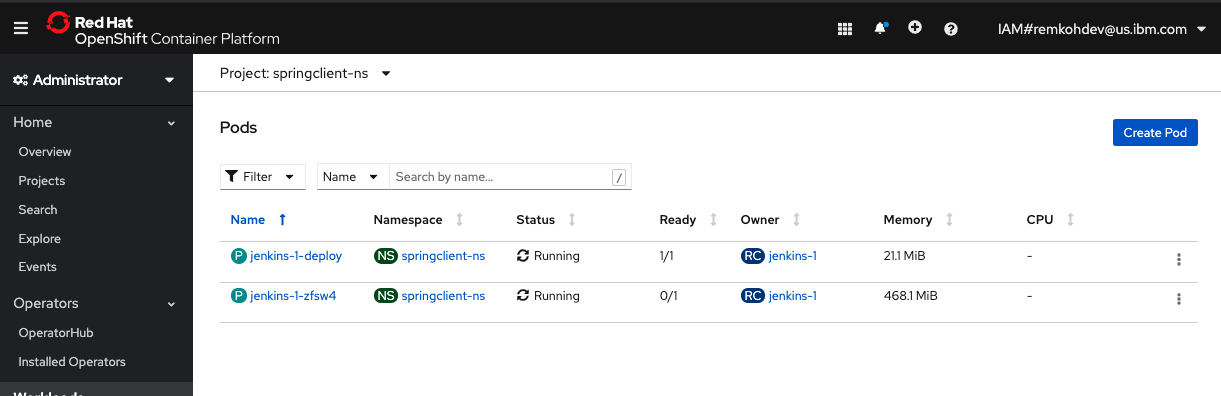 Red Hat
OpenShift Container Platform
IAM#remkohdev@us.ibm.com
Administrator
Project: springclient-ns
Home
Overview
Projects
Search
Explore
Events
Operators
OperatorHub
Installed Operators
Workloads
Pods
Create Pod
Filter
Name
Search by name...
/
Name Namespace Status Ready Owner Memory CPU
P jenkins-1-deploy NS springclient-ns Running 1/1 RC jenkins-1 21.1 MiB -
P jenkins-1-zfsw4 NS springclient-ns Running 0/1 RC jenkins-1 468.1 MiB -